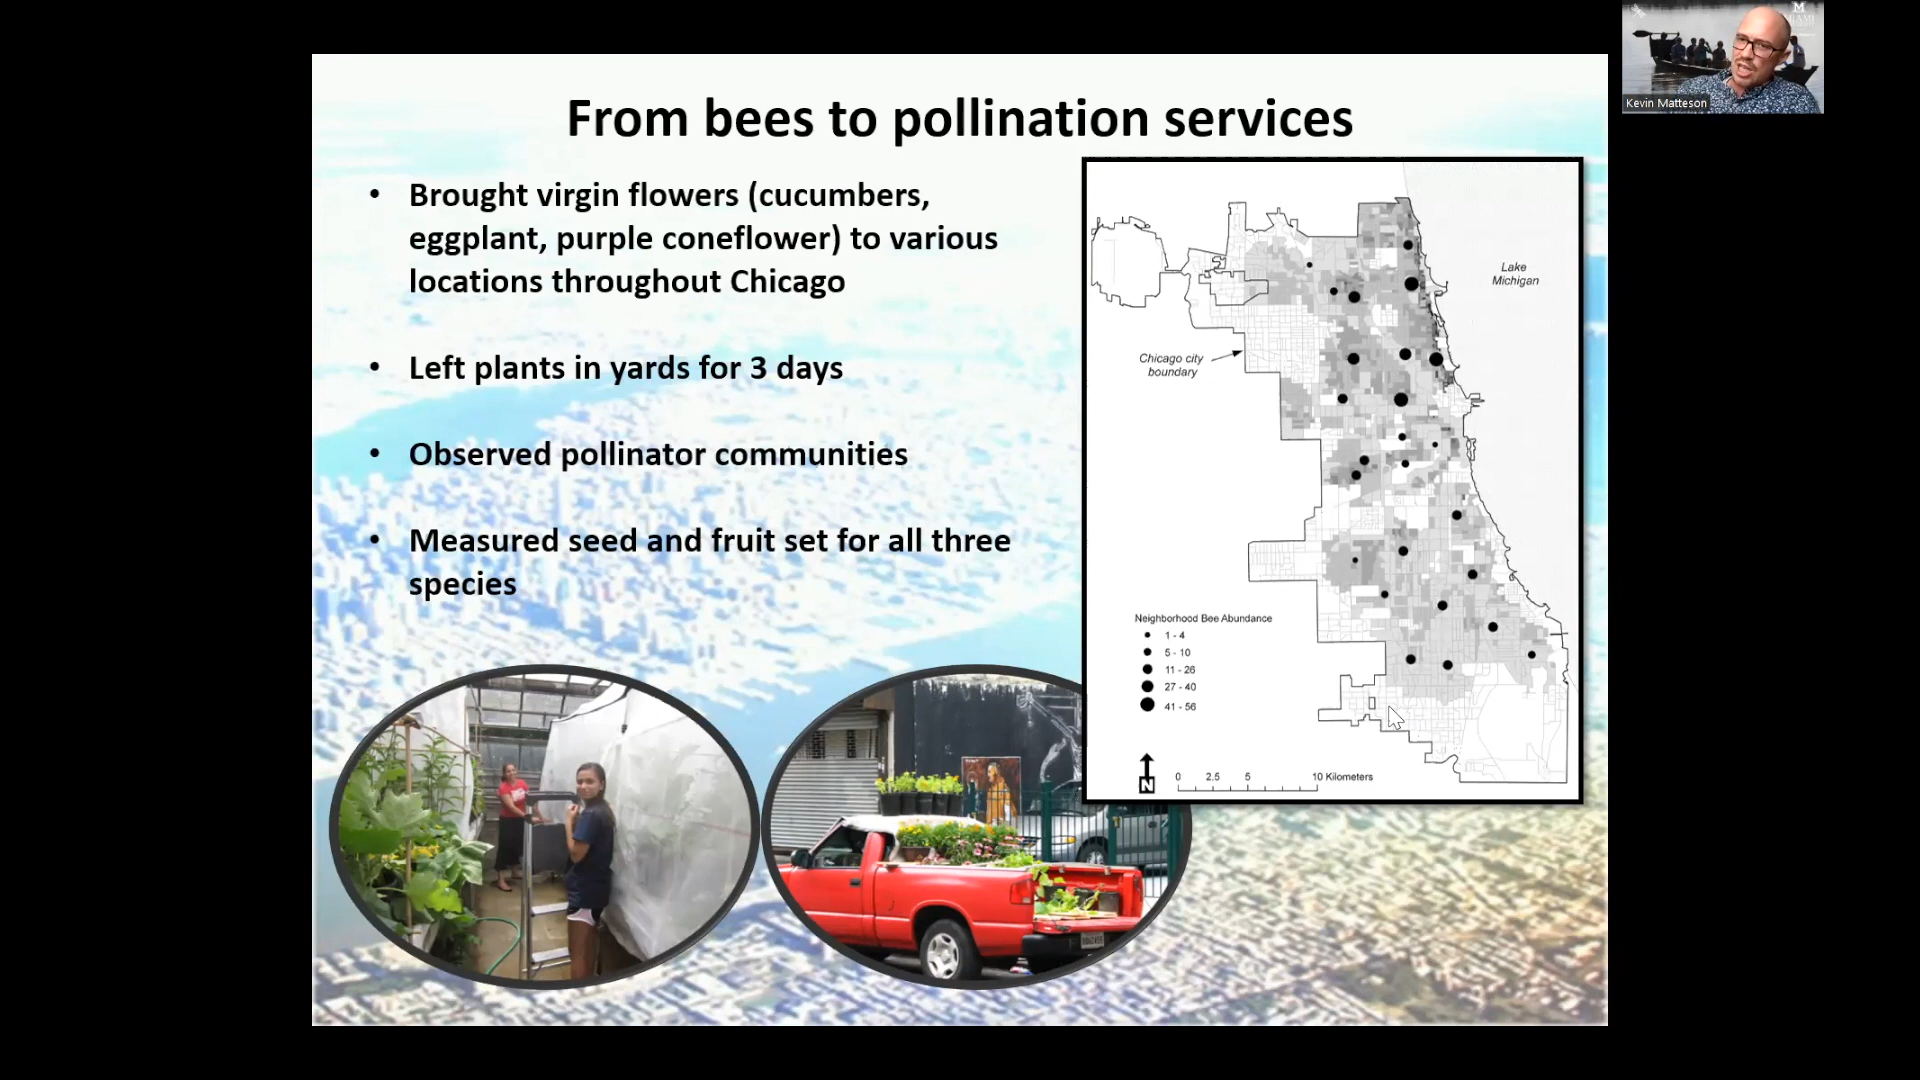 From bees to pollination services
• Brought virgin flowers (cucumbers,
eggplant, purple coneflower) to various
locations throughout Chicago
• Left plants in yards for 3 days
• Observed pollinator communities
• Measured seed and fruit set for all three
species
Lake
Michigan
Chicago city
boundary
Neighborhood Bee Abundance
1 - 4
5 - 10
11 - 26
27 - 40
41 - 56
N
0 2.5 5 10 Kilometers
M
MIAMI
Kevin Matteson